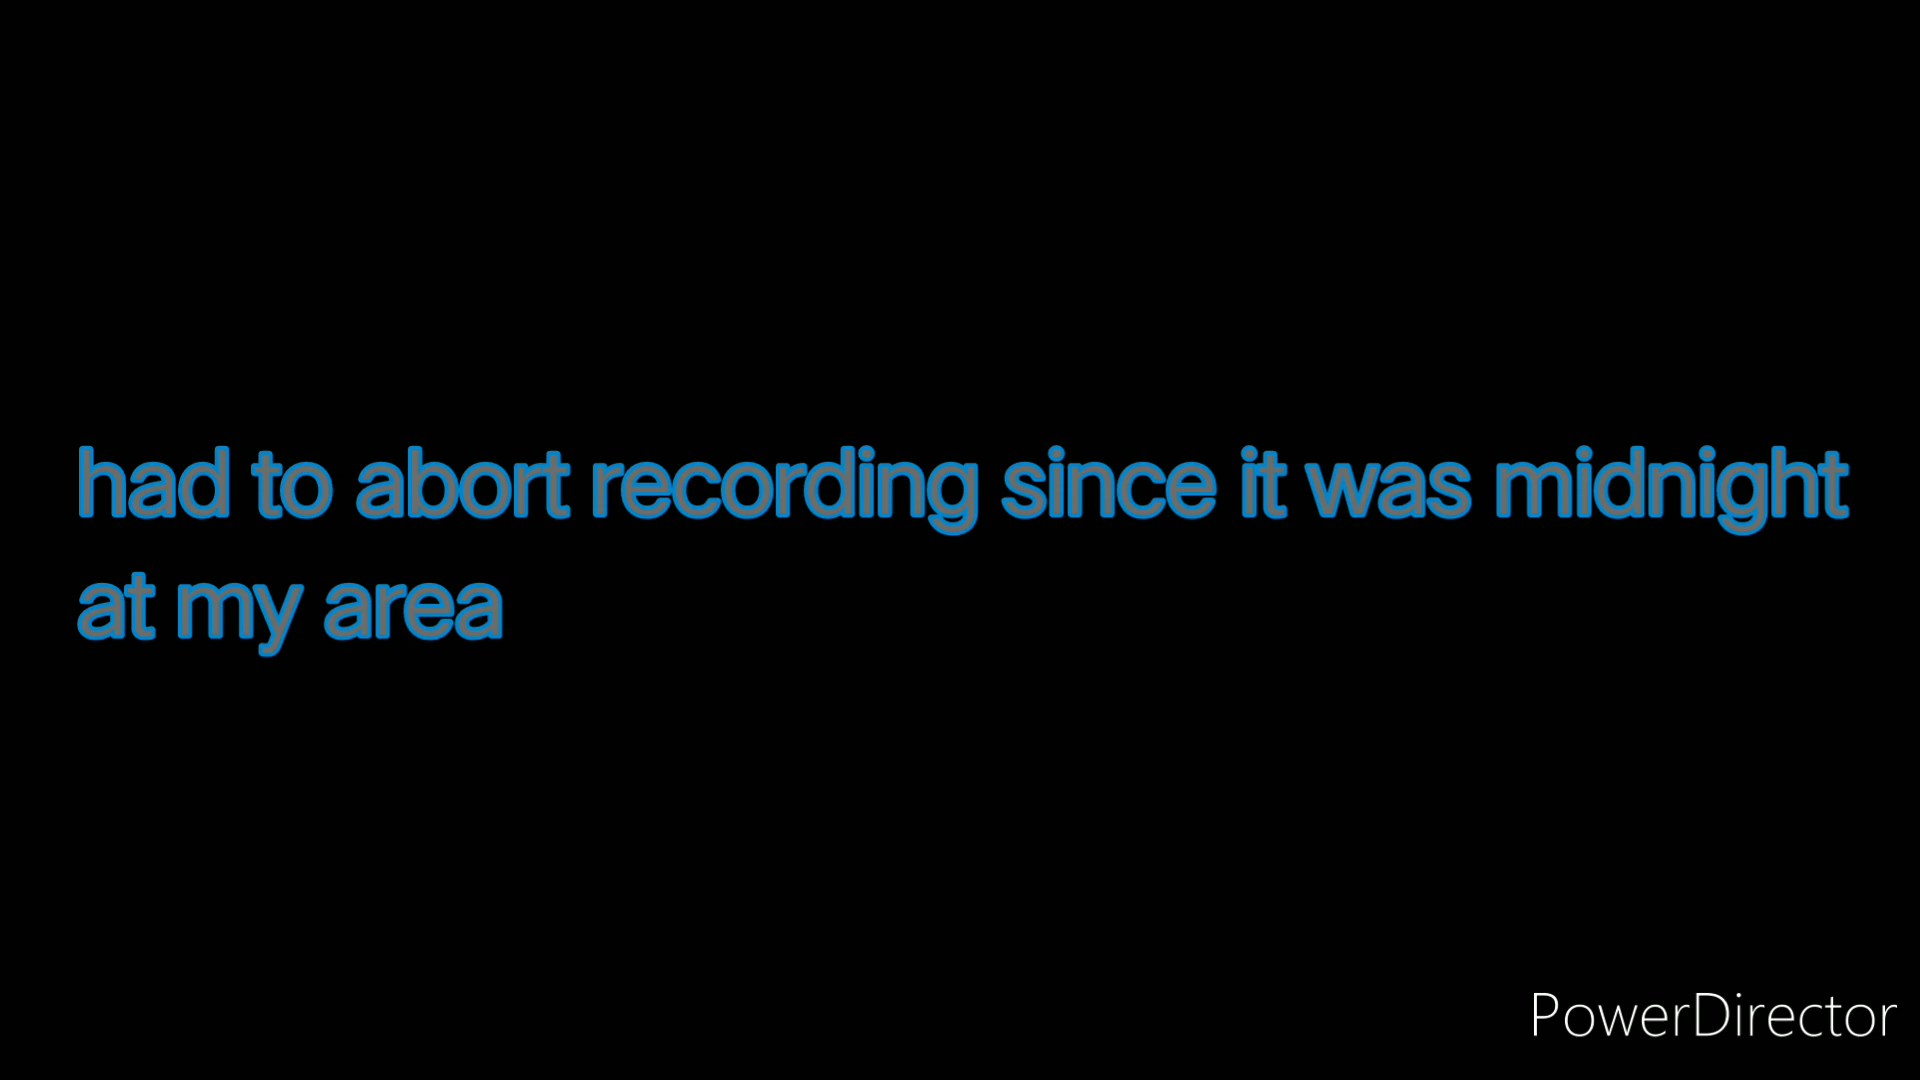 had to abort recording since it was midnight
at my area
PowerDirector